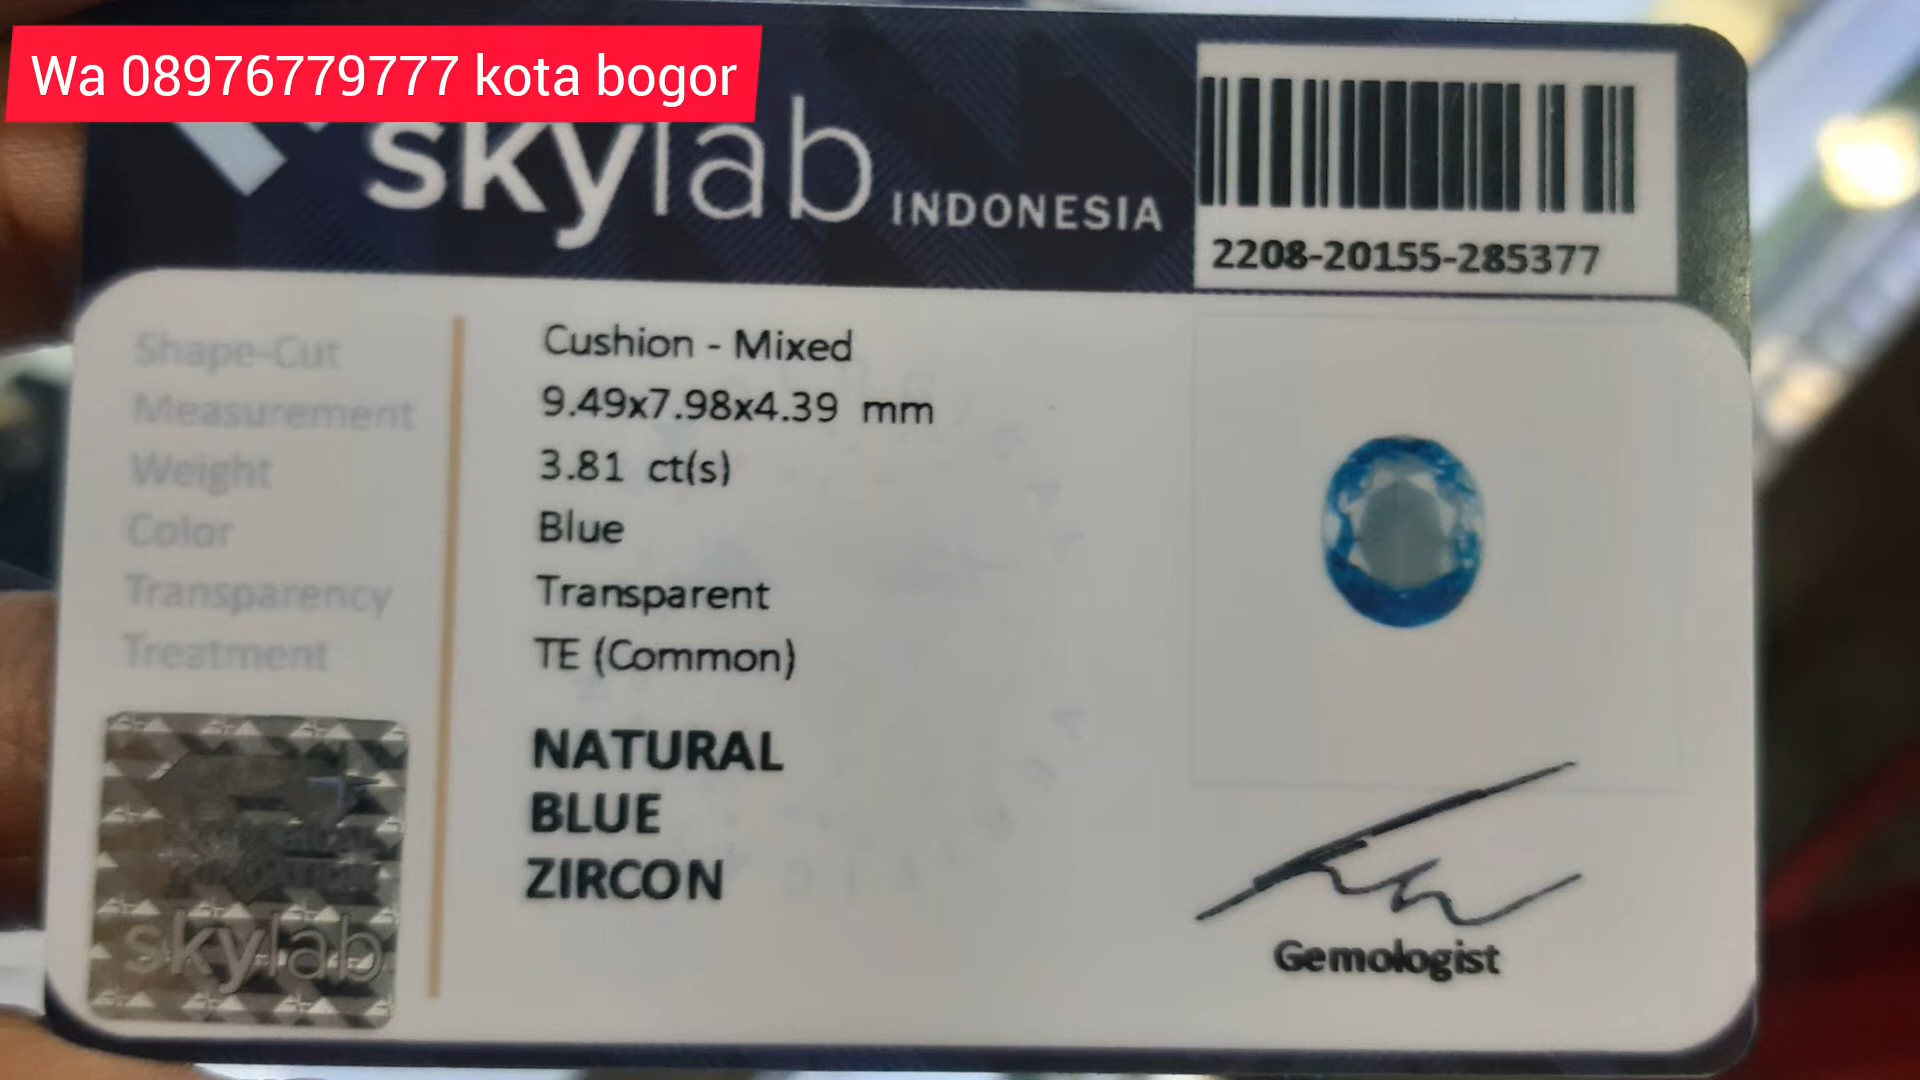 Wa 08976779777 kota bogor
skylab INDONESIA
2208-20155-285377
Shape-Cut Cushion - Mixed
Measurement 9.49x7.98x4.39 mm
Weight 3.81 ct(s)
Color Blue
Transparency Transparent
Treatment TE (Common)
NATURAL
BLUE
ZIRCON
skylab
Gemologist